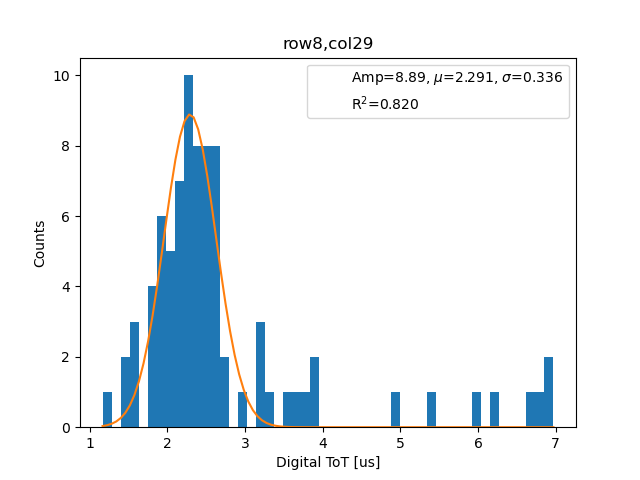 row8,col29
Amp=8.89, μ=2.291, σ=0.336
R²=0.820
Counts
10
8
6
4
2
0
1 2 3 4 5 6 7
Digital ToT [us]